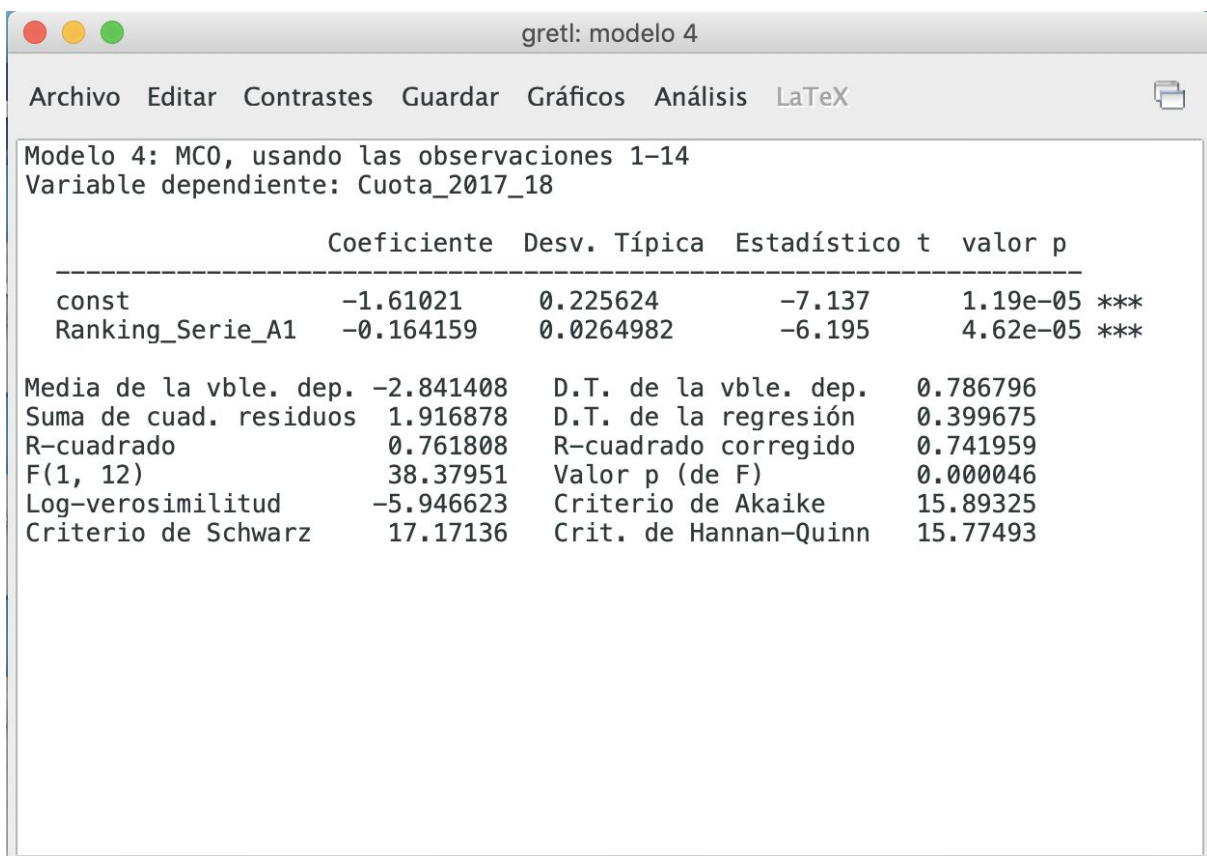 gretl: modelo 4
Archivo Editar Contrastes Guardar Gráficos Análisis LaTeX
Modelo 4: MCO, usando las observaciones 1-14
Variable dependiente: Cuota_2017_18
Coeficiente Desv. Típica Estadístico t valor p
const -1.61021 0.225624 -7.137 1.19e-05 ***
Ranking_Serie_A1 -0.164159 0.0264982 -6.195 4.62e-05 ***
Media de la vble. dep. -2.841408 D.T. de la vble. dep. 0.786796
Suma de cuad. residuos 1.916878 D.T. de la regresión 0.399675
R-cuadrado 0.761808 R-cuadrado corregido 0.741959
F(1, 12) 38.37951 Valor p (de F) 0.000046
Log-verosimilitud -5.946623 Criterio de Akaike 15.89325
Criterio de Schwarz 17.17136 Crit. de Hannan-Quinn 15.77493